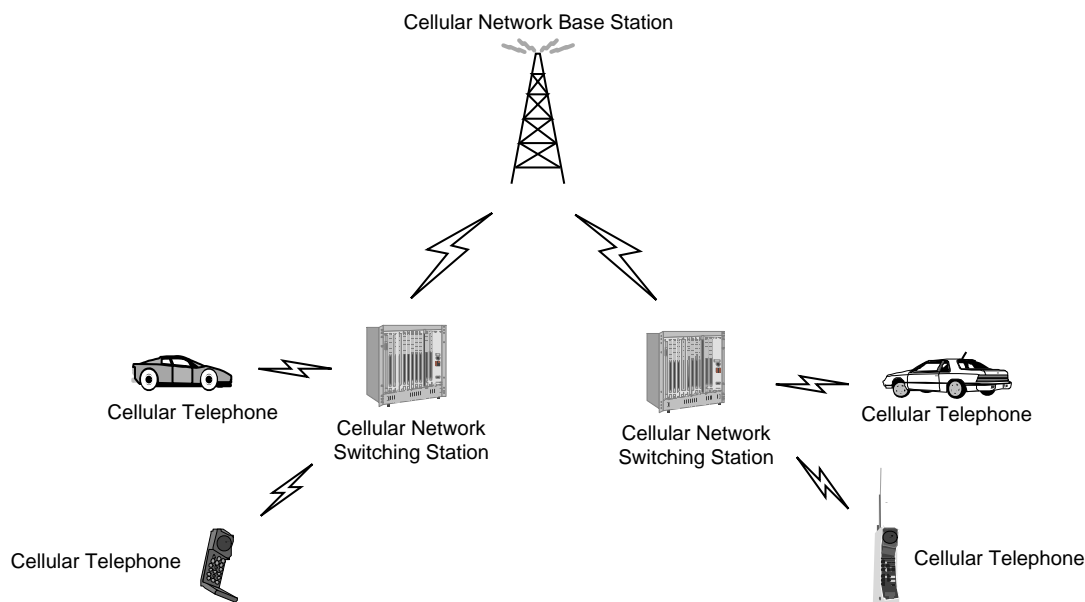 Cellular Network Base Station
Cellular Telephone
Cellular Network
Switching Station
Cellular Network
Switching Station
Cellular Telephone
Cellular Telephone
Cellular Telephone